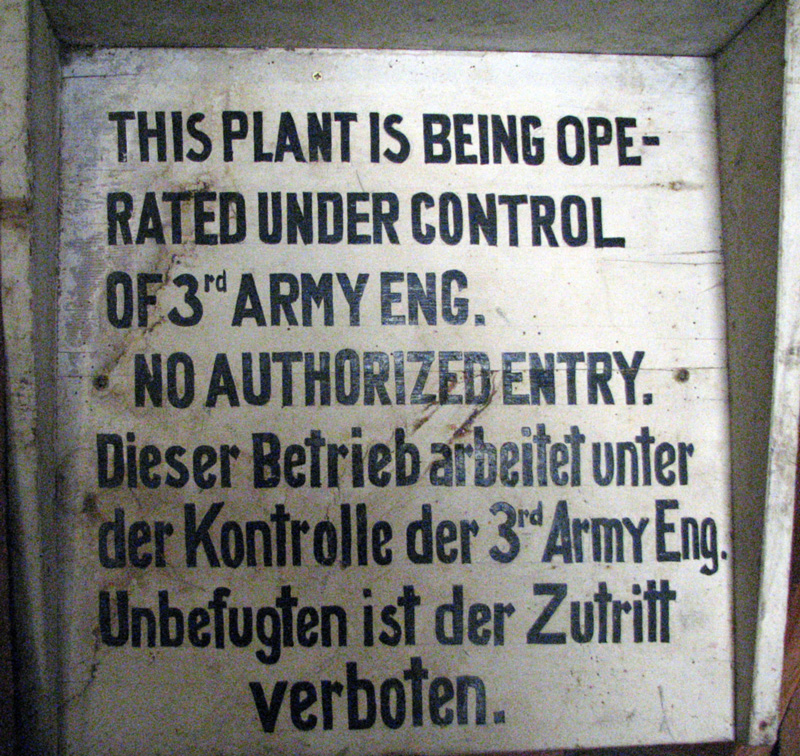 THIS PLANT IS BEING OPE-
RATED UNDER CONTROL
OF 3rd ARMY ENG.
NO AUTHORIZED ENTRY.
Dieser Betrieb arbeitet unter
der Kontrolle der 3rd Army Eng.
Unbefugten ist der Zutritt
verboten.